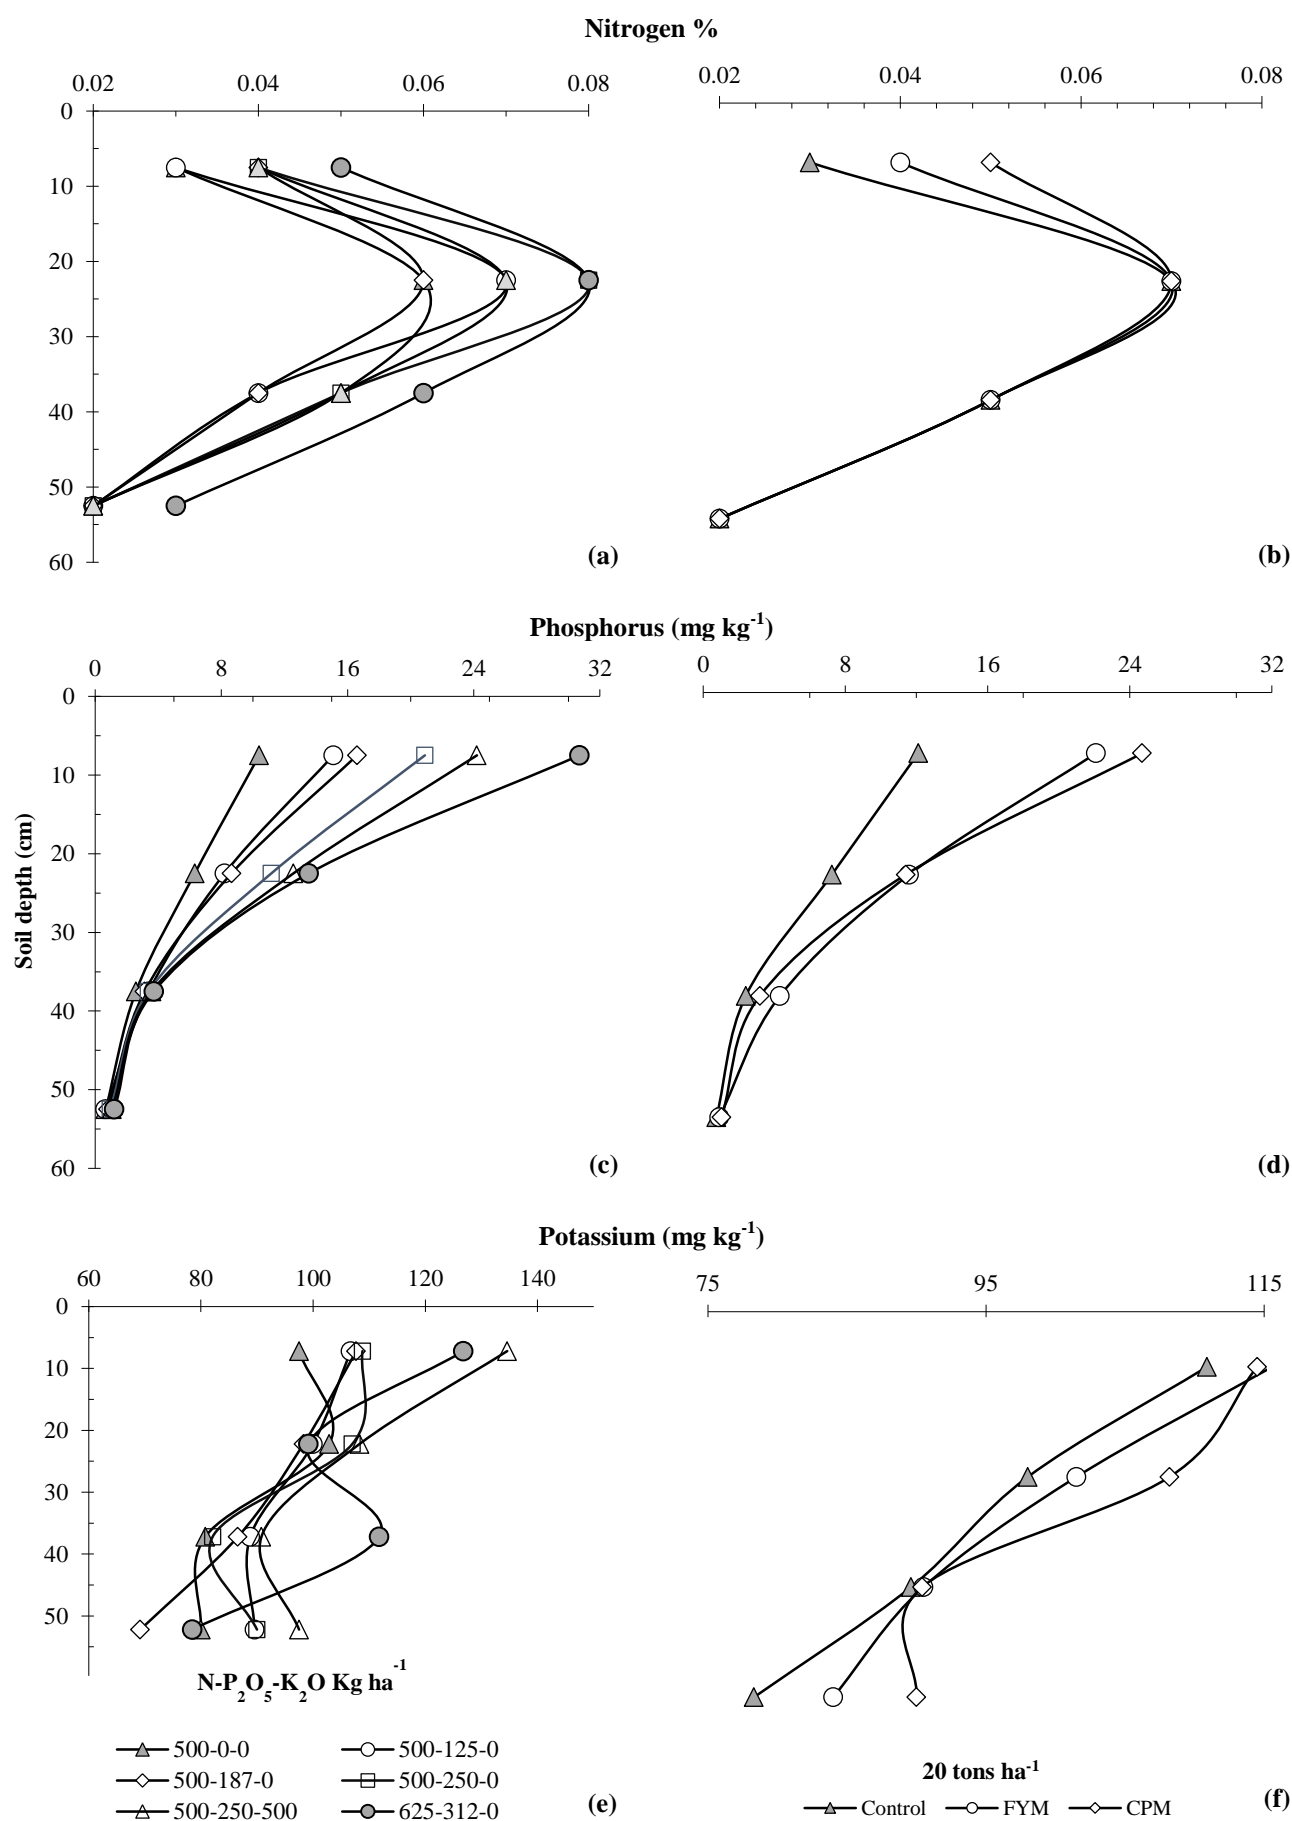 Nitrogen %
0.02 0.04 0.06 0.08
0
10
20
30
40
50
60
(a)
0.02 0.04 0.06 0.08
(b)
Phosphorus (mg kg-1)
0 8 16 24 32
0
10
20
30
40
50
60
Soil depth (cm)
(c)
0 8 16 24 32
(d)
Potassium (mg kg-1)
60 80 100 120 140
0
10
20
30
40
50
N-P2O5-K2O Kg ha-1
500-0-0 500-125-0
500-187-0 500-250-0
500-250-500 625-312-0
(e)
75 95 115
20 tons ha-1
Control FYM CPM
(f)